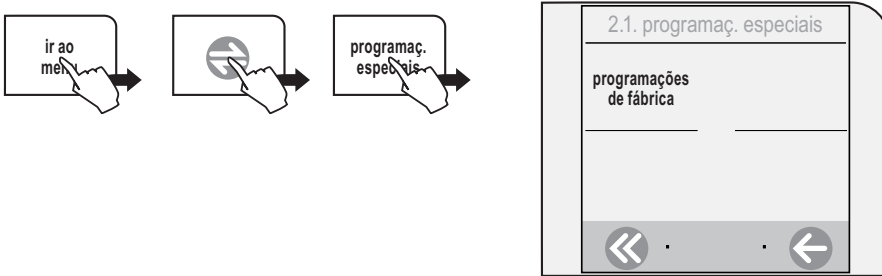 ir ao
menu
programaç.
especiais
2.1. programaç. especiais
programações
de fábrica